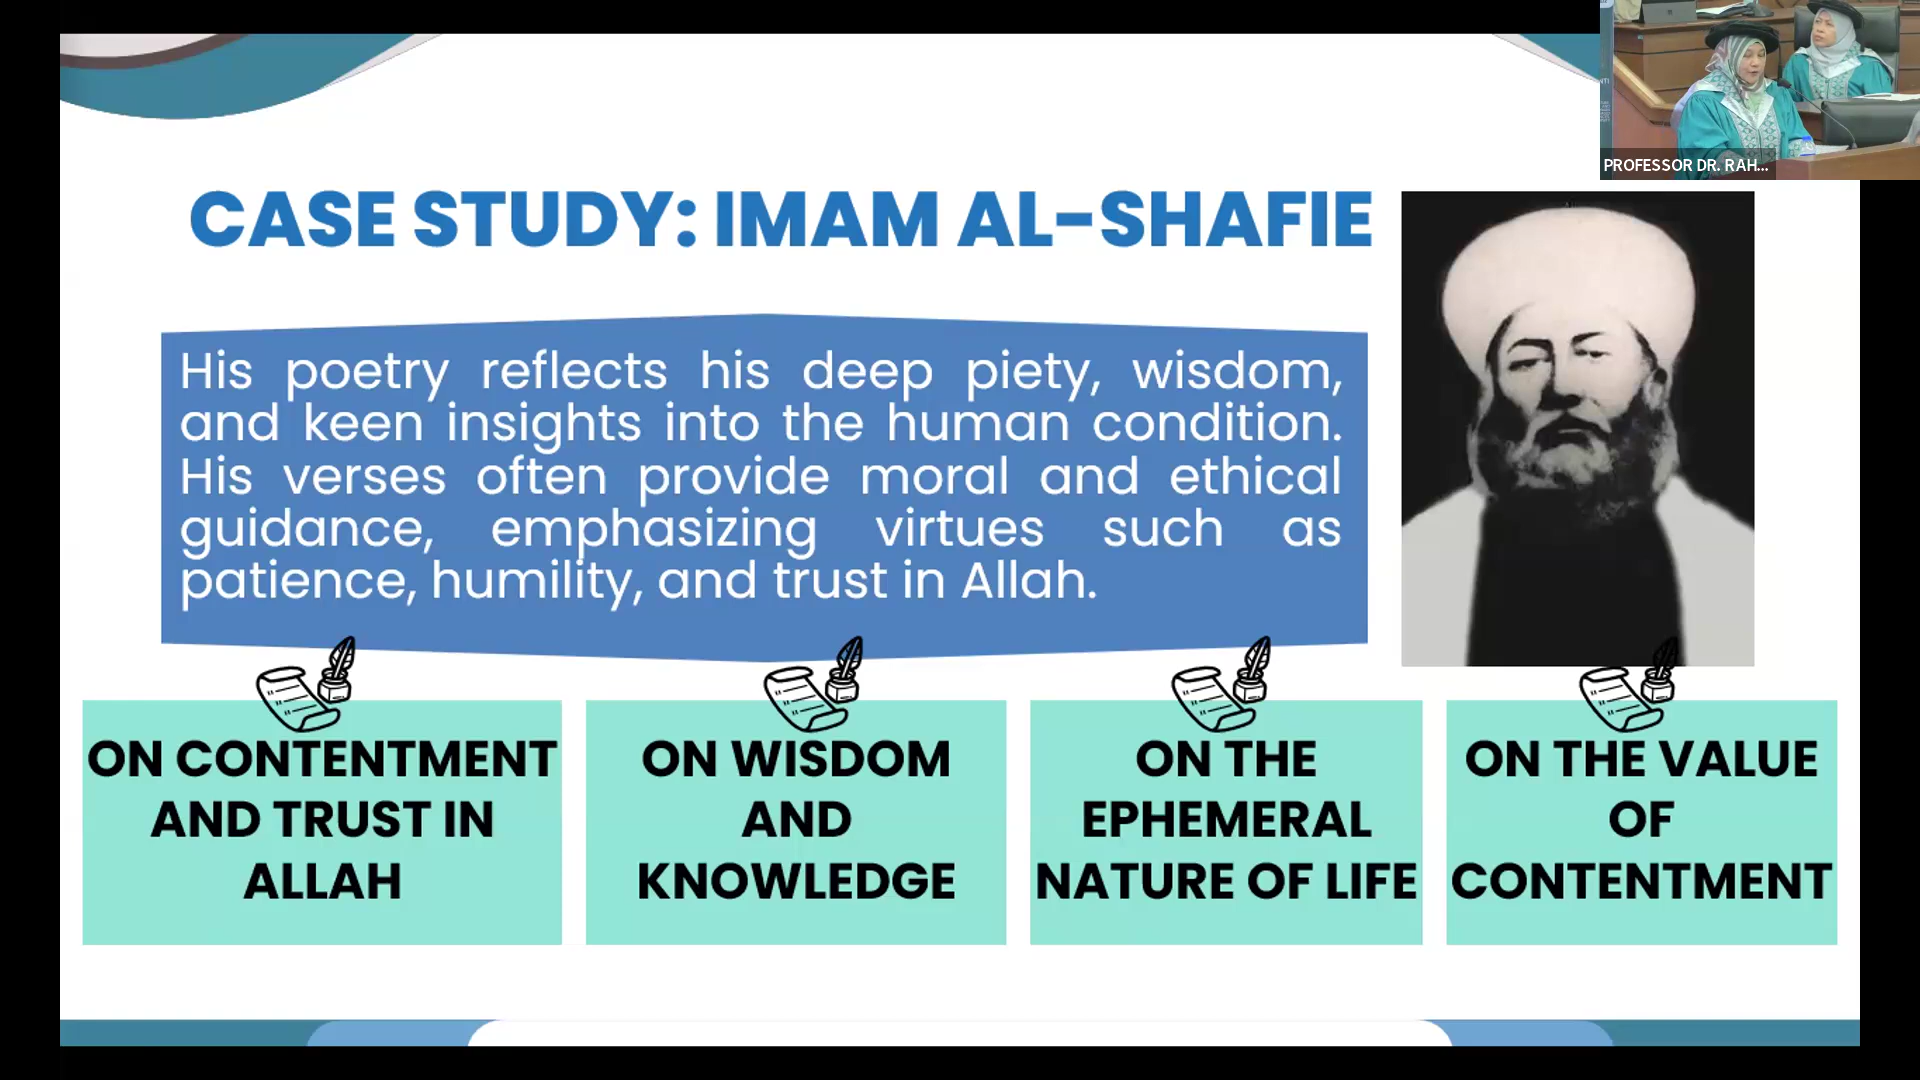 PROFESSOR DR. RAH...
CASE STUDY: IMAM AL-SHAFIE
His poetry reflects his deep piety, wisdom,
and keen insights into the human condition.
His verses often provide moral and ethical
guidance, emphasizing virtues such as
patience, humility, and trust in Allah.
ON CONTENTMENT
AND TRUST IN
ALLAH
ON WISDOM
AND
KNOWLEDGE
ON THE
EPHEMERAL
NATURE OF LIFE
ON THE VALUE
OF
CONTENTMENT